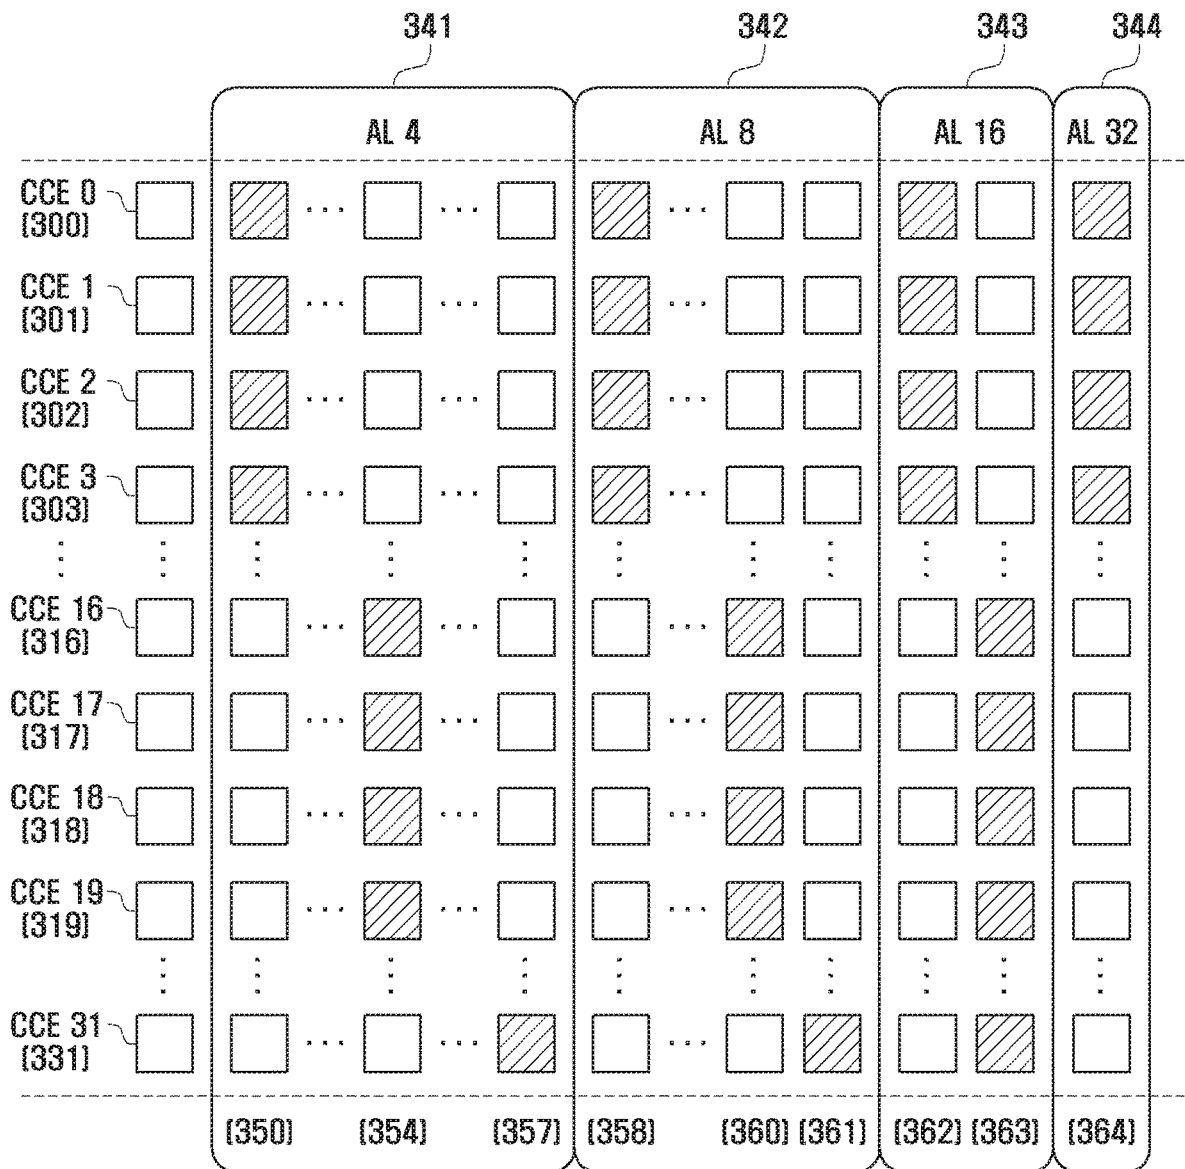 341 342 343 344
AL 4 AL 8 AL 16 AL 32
CCE 0
(300)
CCE 1
(301)
CCE 2
(302)
CCE 3
(303)
CCE 16
(316)
CCE 17
(317)
CCE 18
(318)
CCE 19
(319)
CCE 31
(331)
(350) (354) (357) (358) (360) (361) (362) (363) (364)